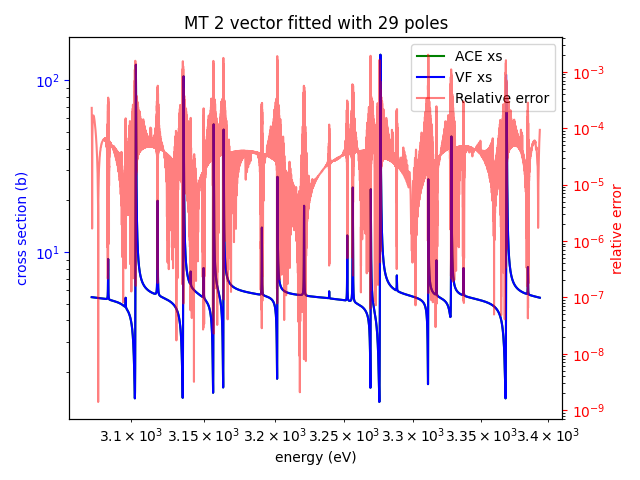 MT 2 vector fitted with 29 poles
ACE xs
VF xs
Relative error
cross section (b)
10²
10¹
relative error
10⁻³
10⁻⁴
10⁻⁵
10⁻⁶
10⁻⁷
10⁻⁸
10⁻⁹
3.1 × 10³ 3.15 × 10³ 3.2 × 10³ 3.25 × 10³ 3.3 × 10³ 3.35 × 10³ 3.4 × 10³
energy (eV)